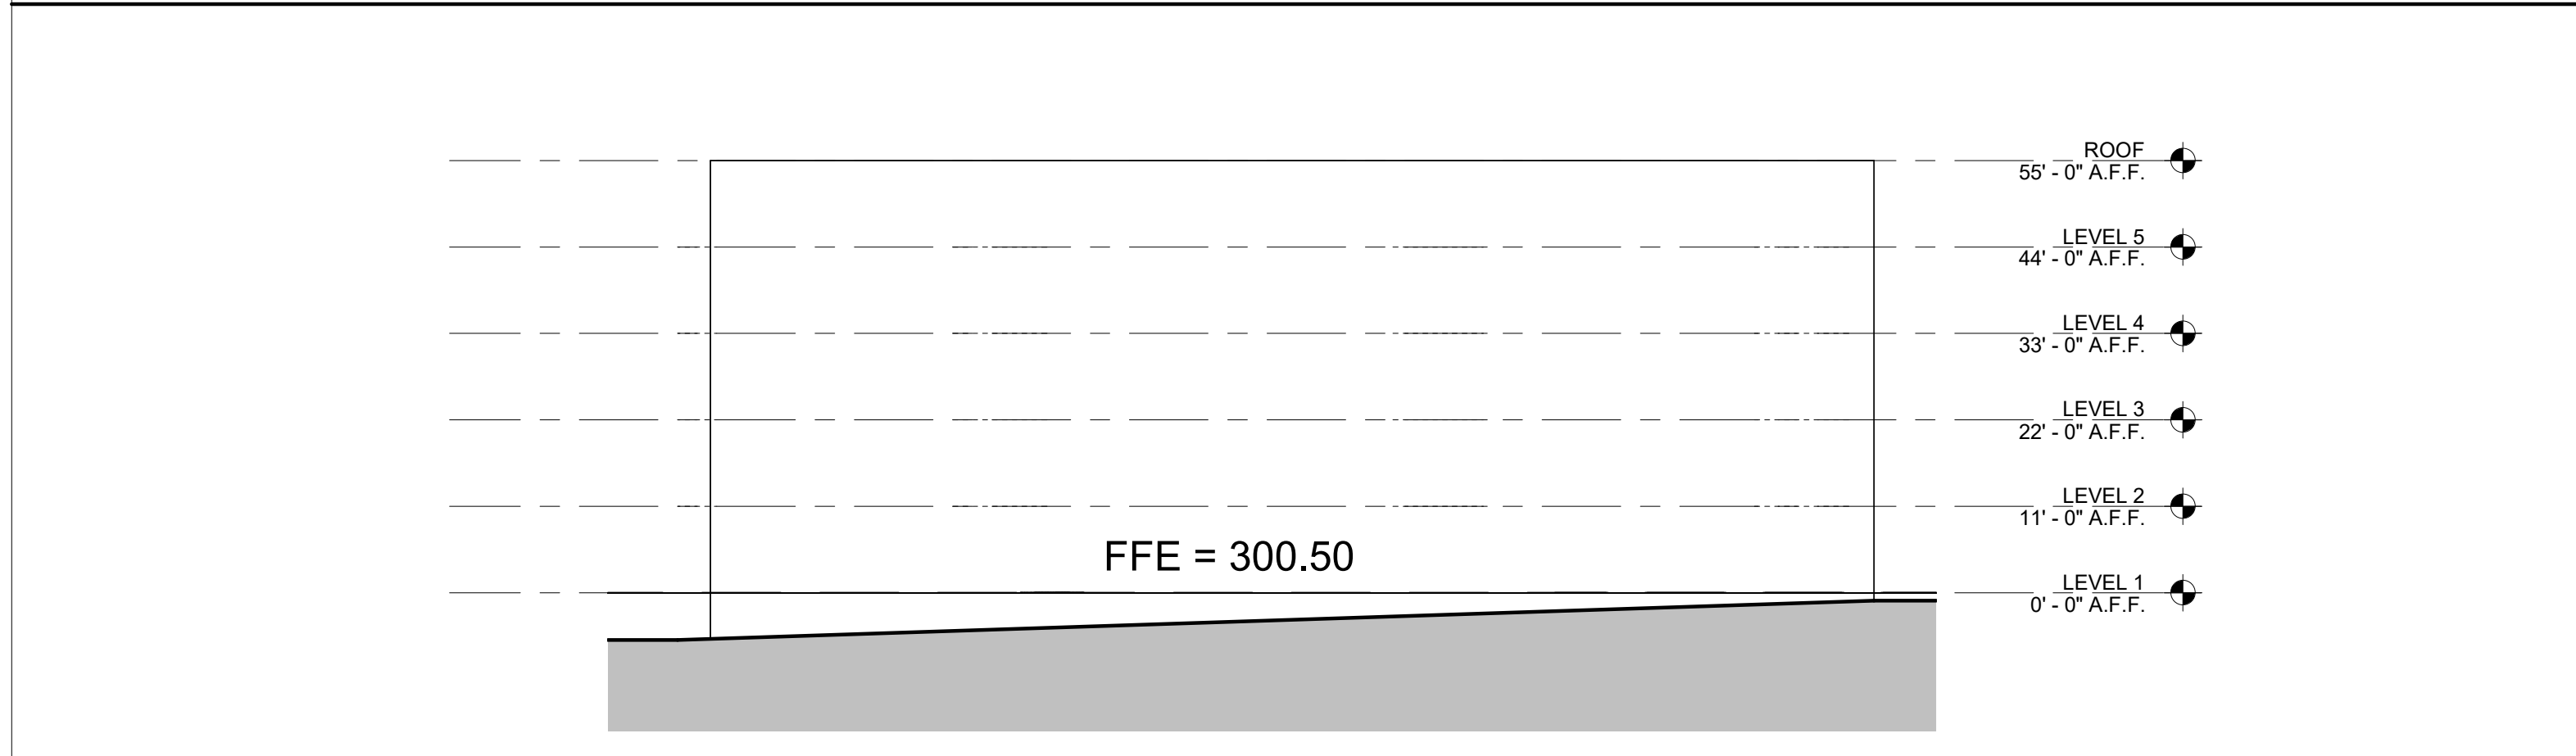 ROOF
55' - 0" A.F.F.
LEVEL 5
44' - 0" A.F.F.
LEVEL 4
33' - 0" A.F.F.
LEVEL 3
22' - 0" A.F.F.
LEVEL 2
11' - 0" A.F.F.
FFE = 300.50
LEVEL 1
0' - 0" A.F.F.